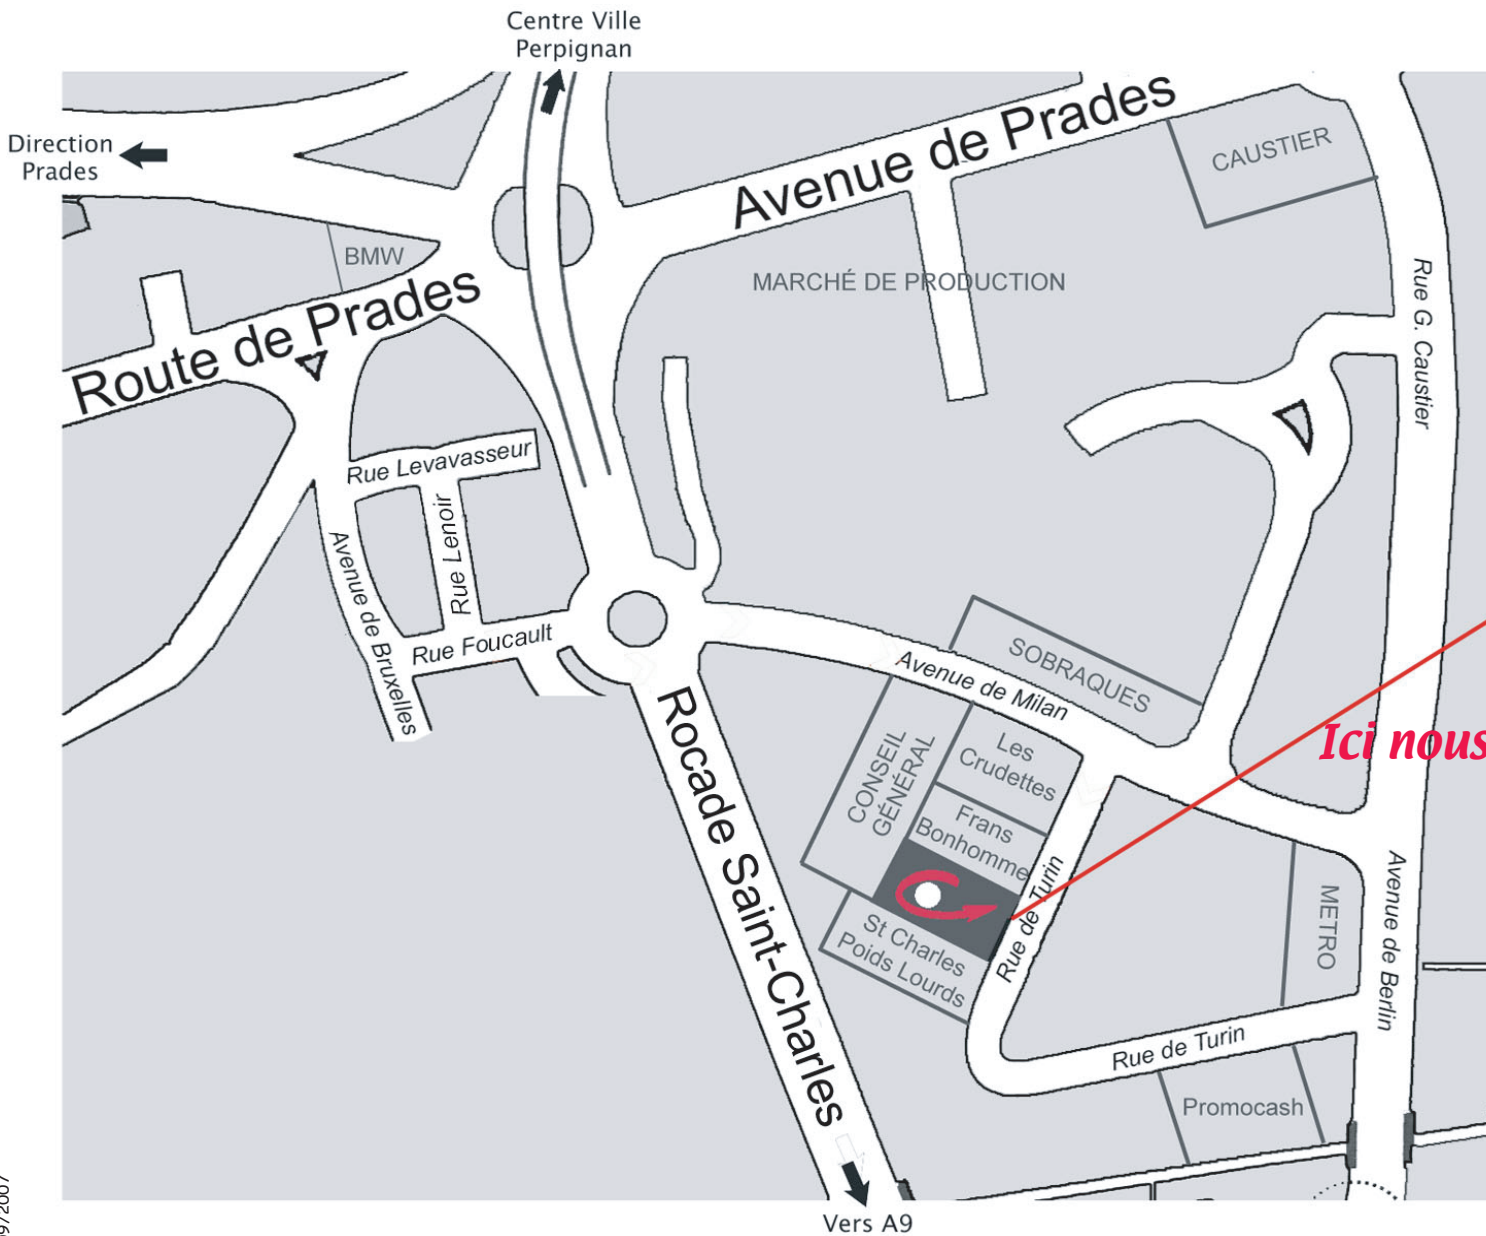 Centre Ville
Perpignan
Direction
Prades
Avenue de Prades
CAUSTIER
BMW
MARCHÉ DE PRODUCTION
Route de Prades
Rue G. Caustier
Rue Levavasseur
Rue Lenoir
Avenue de Bruxelles
Rue Foucault
SOBRAQUES
Avenue de Milan
Rocade Saint-Charles
CONSEIL
GÉNÉRAL
Les
Crudettes
Ici nous
Frans
Bonhomme
Rue de Turin
Avenue de Berlin
METRO
St Charles
Poids Lourds
Rue de Turin
Promocash
Vers A9